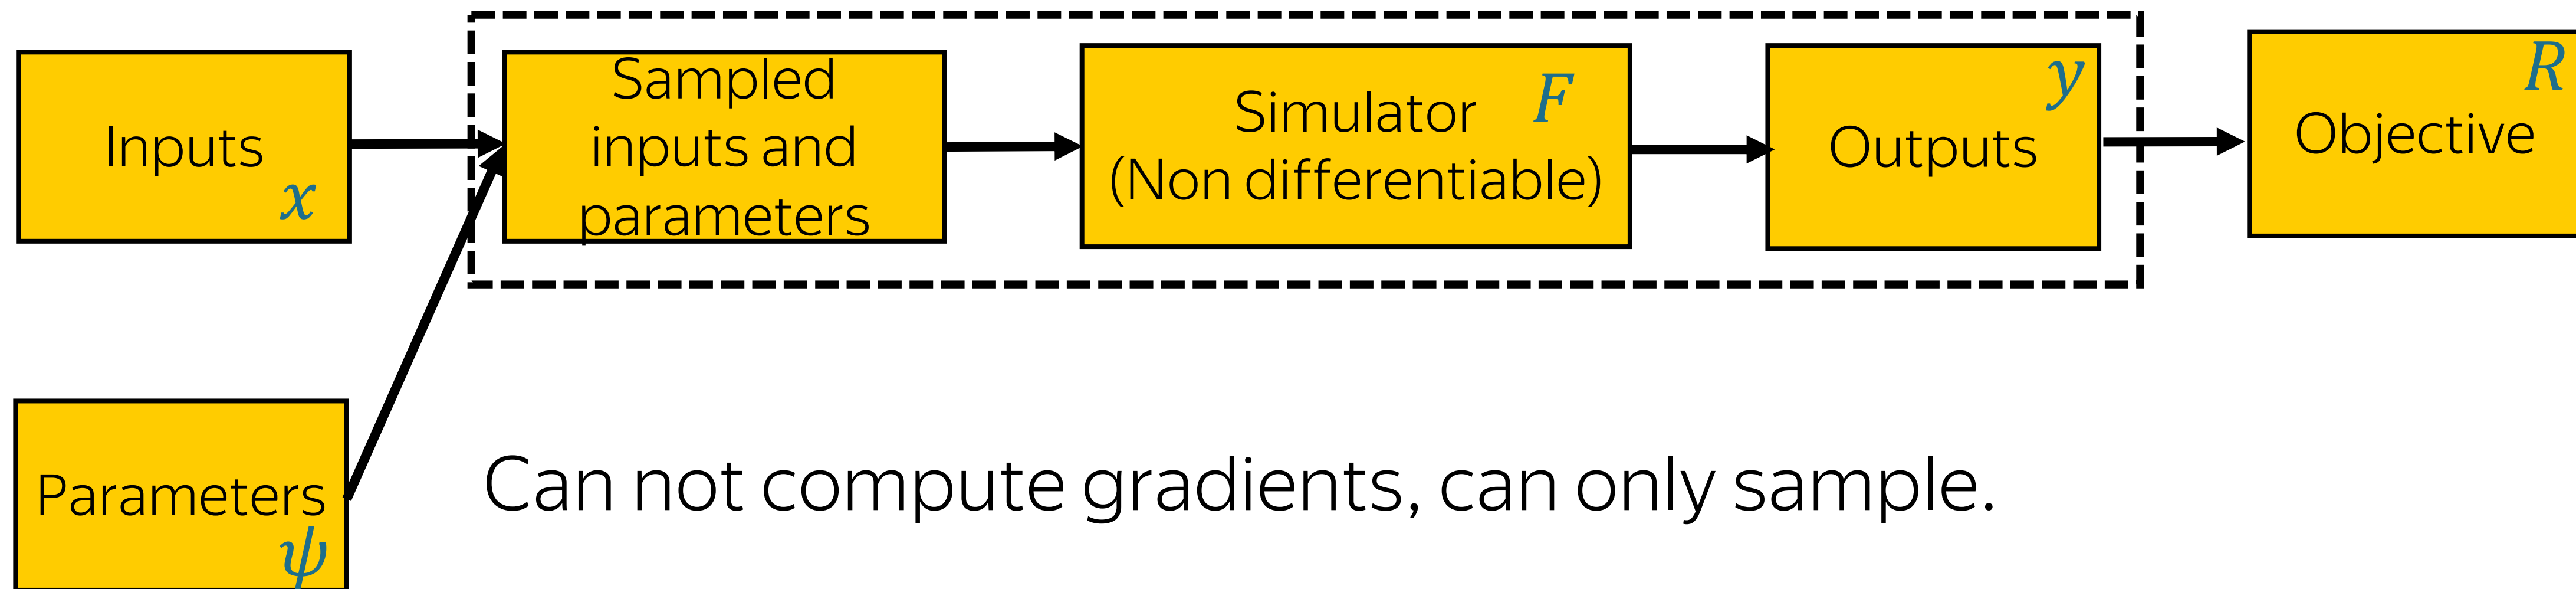 Inputs
x
Sampled
inputs and
parameters
Simulator F
(Non differentiable)
Outputs
y
Objective
R
Parameters
ψ
Can not compute gradients, can only sample.